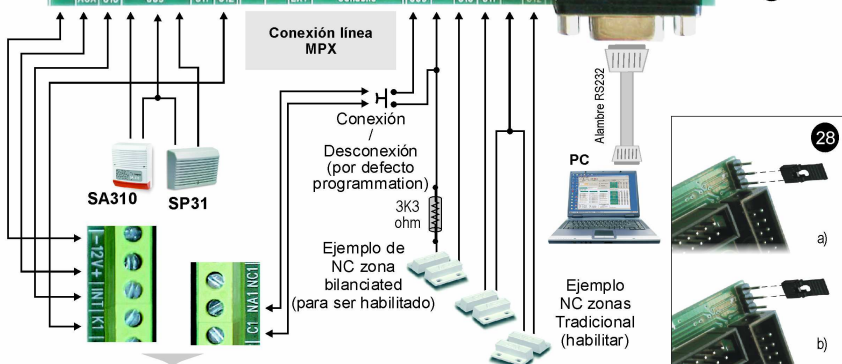 Conexión línea
MPX
Alambre RS232
28
Conexión
/
Desconexión
(por defecto
programmation)
PC
SA310
SP31
3K3
ohm
a)
Ejemplo de
NC zona
bilanciated
(para ser habilitado)
Ejemplo
NC zonas
Tradicional
(habilitar)
– 12V + INT K1
C1 NA1 NC1
b)